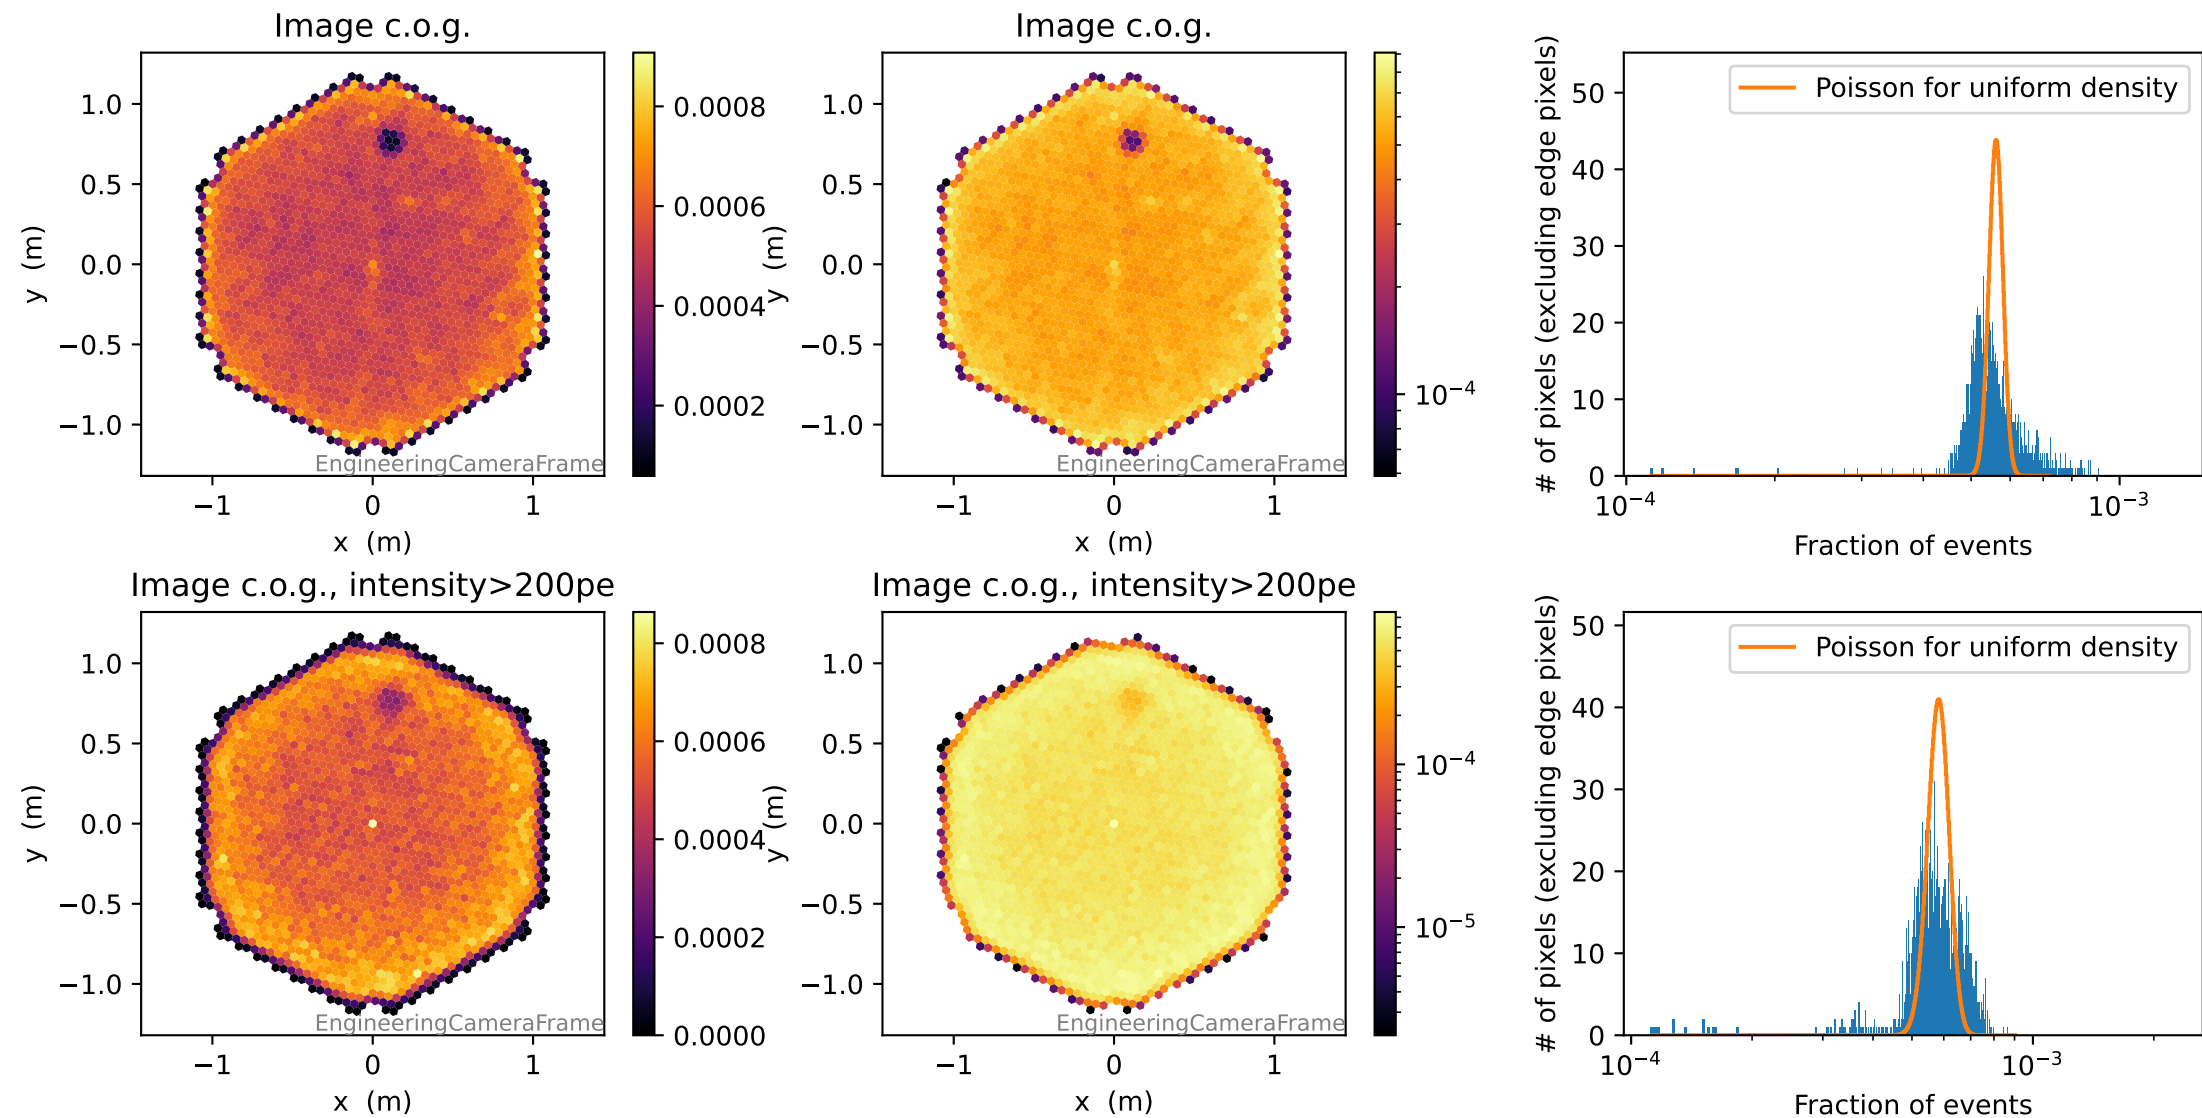 Image c.o.g.
1.0
0.5
0.0
−0.5
−1.0
y (m)
−1
0
1
x (m)
EngineeringCameraFrame
0.0008
0.0006
0.0004
0.0002
Image c.o.g.
1.0
0.5
0.0
−0.5
−1.0
y (m)
−1
0
1
x (m)
EngineeringCameraFrame
10⁻⁴
Poisson for uniform density
50
40
30
20
10
0
# of pixels (excluding edge pixels)
10⁻⁴
10⁻³
Fraction of events
Image c.o.g., intensity>200pe
1.0
0.5
0.0
−0.5
−1.0
y (m)
−1
0
1
x (m)
EngineeringCameraFrame
0.0008
0.0006
0.0004
0.0002
0.0000
Image c.o.g., intensity>200pe
1.0
0.5
0.0
−0.5
−1.0
y (m)
−1
0
1
x (m)
EngineeringCameraFrame
10⁻⁴
10⁻⁵
Poisson for uniform density
50
40
30
20
10
0
# of pixels (excluding edge pixels)
10⁻⁴
10⁻³
Fraction of events